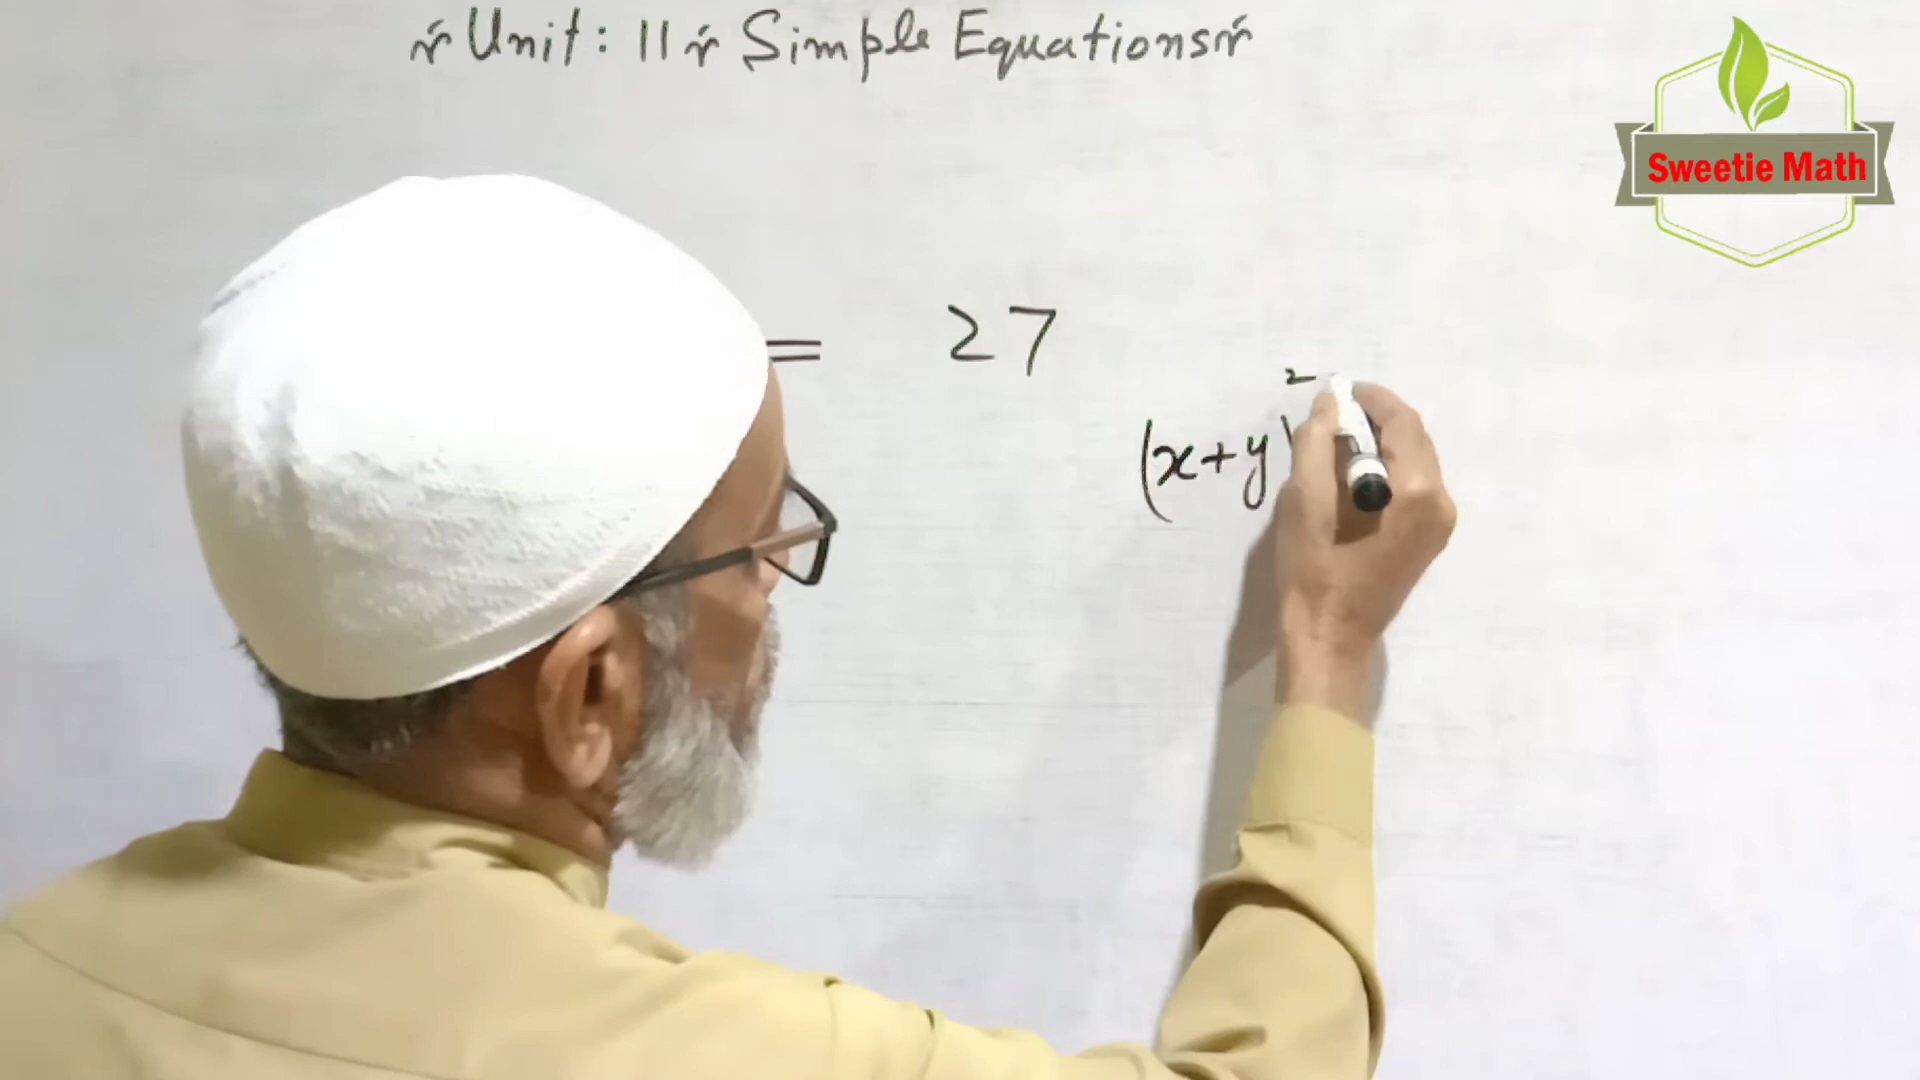 Unit: 11 Simple Equations
Sweetie Math
= 27
(x+y)²